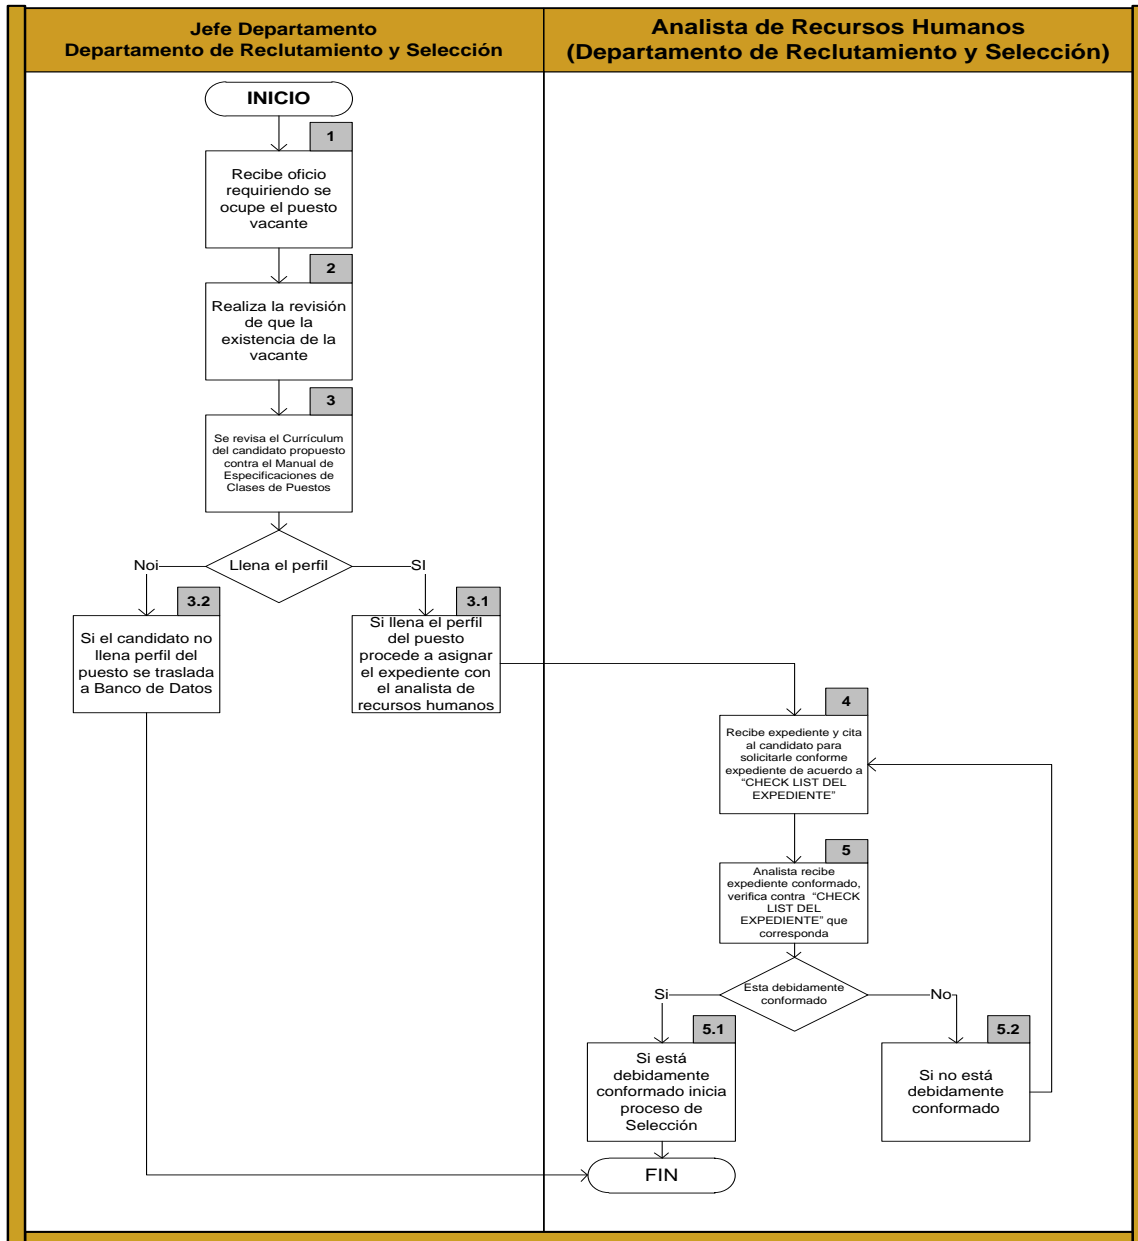 Jefe Departamento
Departamento de Reclutamiento y Selección
Analista de Recursos Humanos
(Departamento de Reclutamiento y Selección)
INICIO
1
Recibe oficio
requiriendo se
ocupe el puesto
vacante
2
Realiza la revisión
de que la
existencia de la
vacante
3
Se revisa el Currículum
del candidato propuesto
contra el Manual de
Especificaciones de
Clases de Puestos
Llena el perfil
Noi
SI
3.2
Si el candidato no
llena perfil del
puesto se traslada
a Banco de Datos
3.1
Si llena el perfil
del puesto
procede a asignar
el expediente con
el analista de
recursos humanos
4
Recibe expediente y cita
al candidato para
solicitarle conforme
expediente de acuerdo a
“CHECK LIST DEL
EXPEDIENTE”
5
Analista recibe
expediente conformado,
verifica contra “CHECK
LIST DEL
EXPEDIENTE” que
corresponda
Esta debidamente
conformado
Si
No
5.1
Si está
debidamente
conformado inicia
proceso de
Selección
5.2
Si no está
debidamente
conformado
FIN